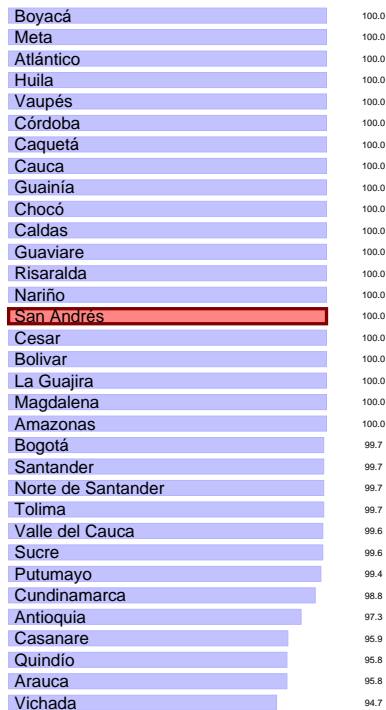 Boyacá 100.0
Meta 100.0
Atlántico 100.0
Huila 100.0
Vaupés 100.0
Córdoba 100.0
Caquetá 100.0
Cauca 100.0
Guainía 100.0
Chocó 100.0
Caldas 100.0
Guaviare 100.0
Risaralda 100.0
Nariño 100.0
San Andrés 100.0
Cesar 100.0
Bolivar 100.0
La Guajira 100.0
Magdalena 100.0
Amazonas 100.0
Bogotá 99.7
Santander 99.7
Norte de Santander 99.7
Tolima 99.7
Valle del Cauca 99.6
Sucre 99.6
Putumayo 99.4
Cundinamarca 98.8
Antioquia 97.3
Casanare 95.9
Quindío 95.8
Arauca 95.8
Vichada 94.7